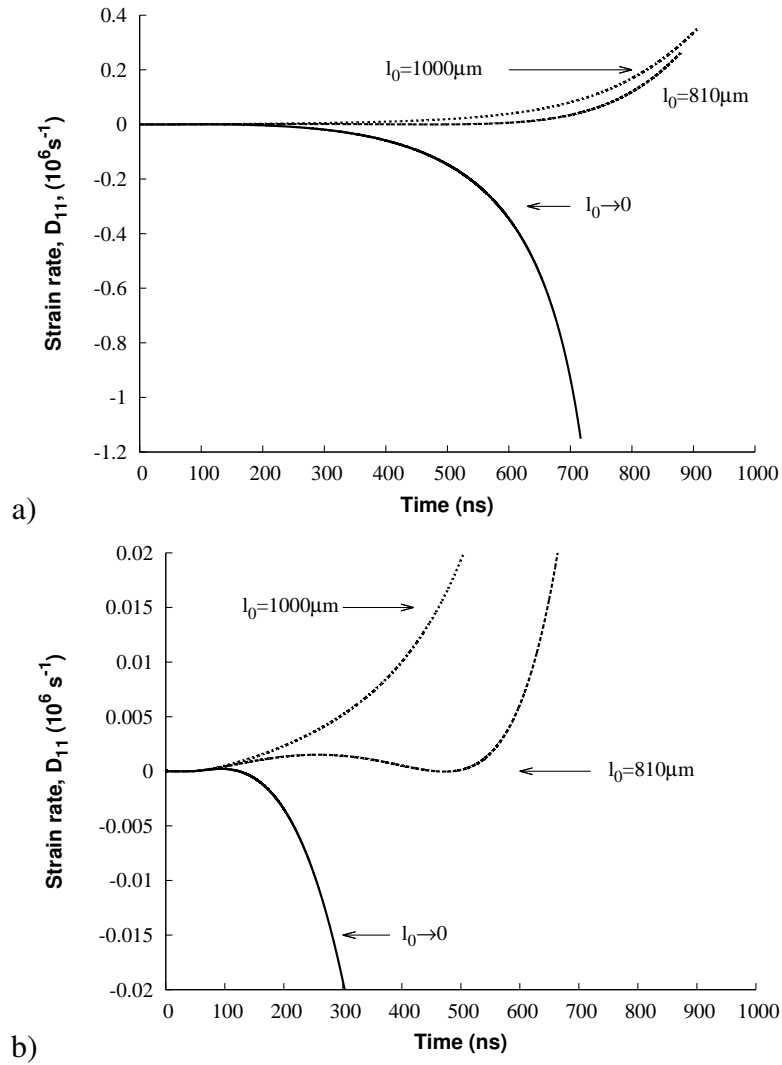 0.4
0.2
0
-0.2
-0.4
-0.6
-0.8
-1
-1.2
Strain rate, D11, (10^6s^-1)
l0=1000μm
l0=810μm
l0→0
0 100 200 300 400 500 600 700 800 900 1000
Time (ns)
a)
0.02
0.015
0.01
0.005
0
-0.005
-0.01
-0.015
-0.02
Strain rate, D11 (10^6 s^-1)
l0=1000μm
l0=810μm
l0→0
0 100 200 300 400 500 600 700 800 900 1000
Time (ns)
b)